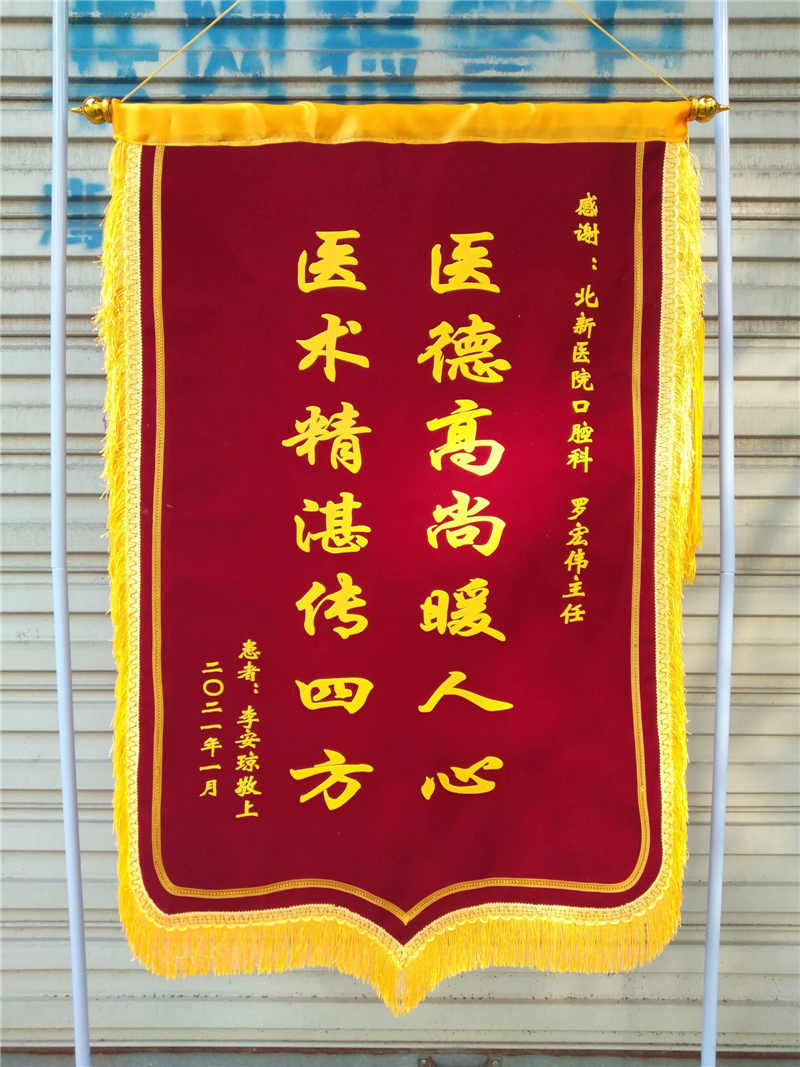 感谢：北新医院口腔科 罗宏伟主任
医德高尚暖人心
医术精湛传四方
患者：李安琼敬上
二〇二一年一月